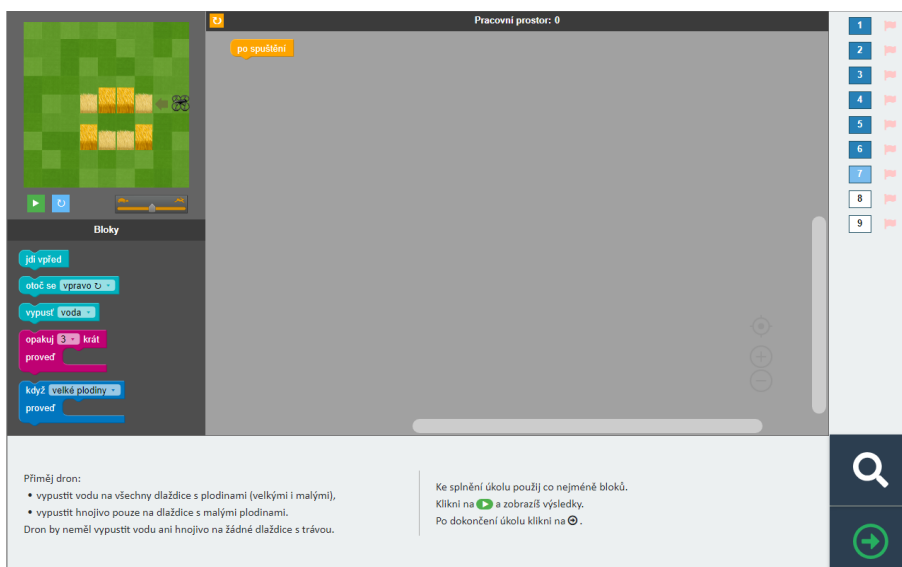 Pracovní prostor: 0
po spuštění
Bloky
jdi vpřed
otoč se vpravo ↻
vypusť voda
opakuj 3 krát
proveď
když velké plodiny
proveď
1
2
3
4
5
6
7
8
9
Přiměj dron:
• vypustit vodu na všechny dlaždice s plodinami (velkými i malými),
• vypustit hnojivo pouze na dlaždice s malými plodinami.
Dron by neměl vypustit vodu ani hnojivo na žádné dlaždice s trávou.
Ke splnění úkolu použij co nejméně bloků.
Klikni na a zobrazíš výsledky.
Po dokončení úkolu klikni na .